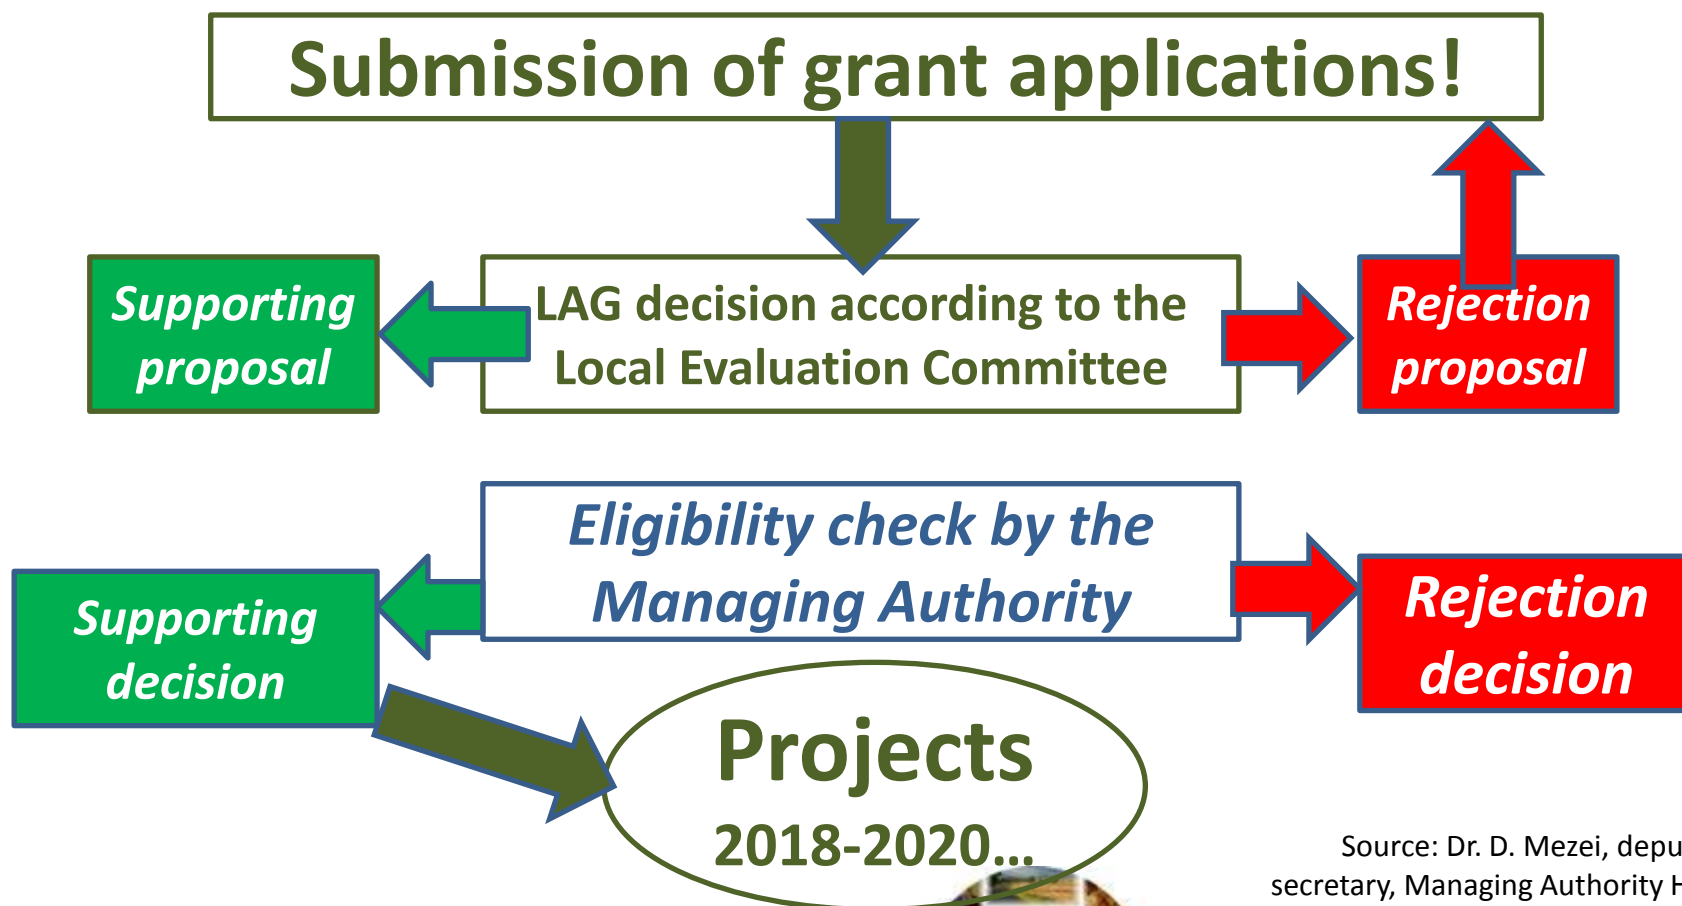 Submission of grant applications!
Supporting
proposal
LAG decision according to the
Local Evaluation Committee
Rejection
proposal
Eligibility check by the
Managing Authority
Supporting
decision
Rejection
decision
Projects
2018-2020...
Source: Dr. D. Mezei,
secretary, Managing Authority